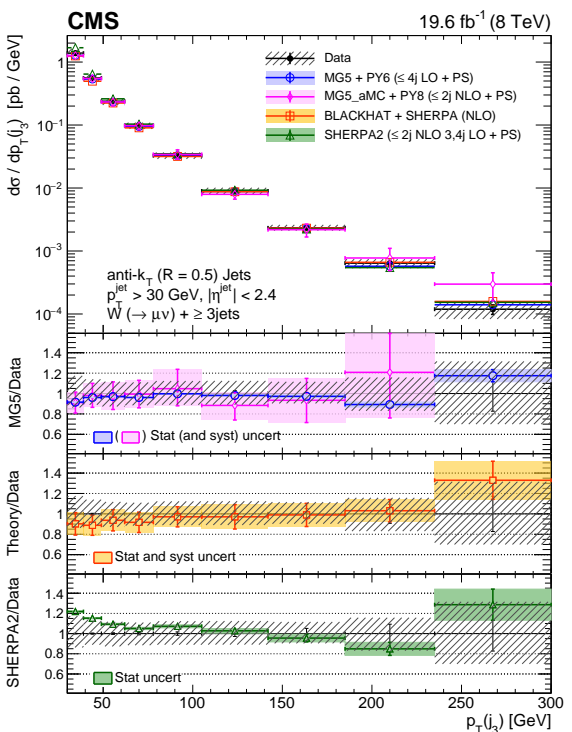 CMS 19.6 fb⁻¹ (8 TeV)
dσ / dp_T(j_3) [pb / GeV]
Data
MG5 + PY6 (≤ 4j LO + PS)
MG5_aMC + PY8 (≤ 2j NLO + PS)
BLACKHAT + SHERPA (NLO)
SHERPA2 (≤ 2j NLO 3,4j LO + PS)
1
10⁻¹
10⁻²
10⁻³
10⁻⁴
anti-k_T (R = 0.5) Jets
p_T^jet > 30 GeV, |η^jet| < 2.4
W (→ μν) + ≥ 3jets
MG5/Data
1.4
1.2
1
0.8
0.6
( ) Stat (and syst) uncert
Theory/Data
1.4
1.2
1
0.8
0.6
Stat and syst uncert
SHERPA2/Data
1.4
1.2
1
0.8
0.6
Stat uncert
50 100 150 200 250 300
p_T(j_3) [GeV]